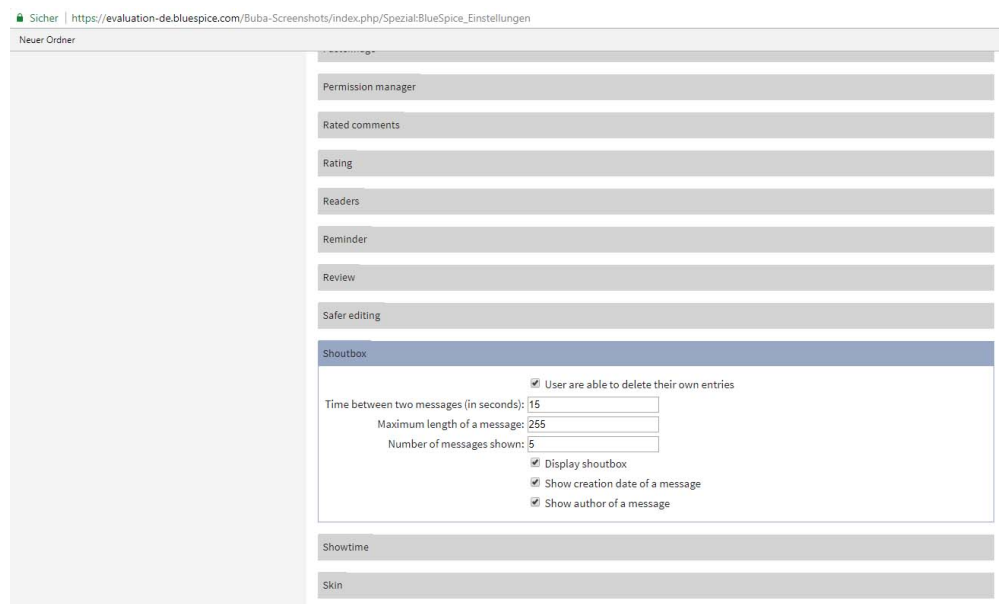 Sicher | https://evaluation-de.bluespice.com/Buba-Screenshots/index.php/Spezial:BlueSpice_Einstellungen
Neuer Ordner
Permission manager
Rated comments
Rating
Readers
Reminder
Review
Safer editing
Shoutbox
User are able to delete their own entries
Time between two messages (in seconds): 15
Maximum length of a message: 255
Number of messages shown: 5
Display shoutbox
Show creation date of a message
Show author of a message
Showtime
Skin